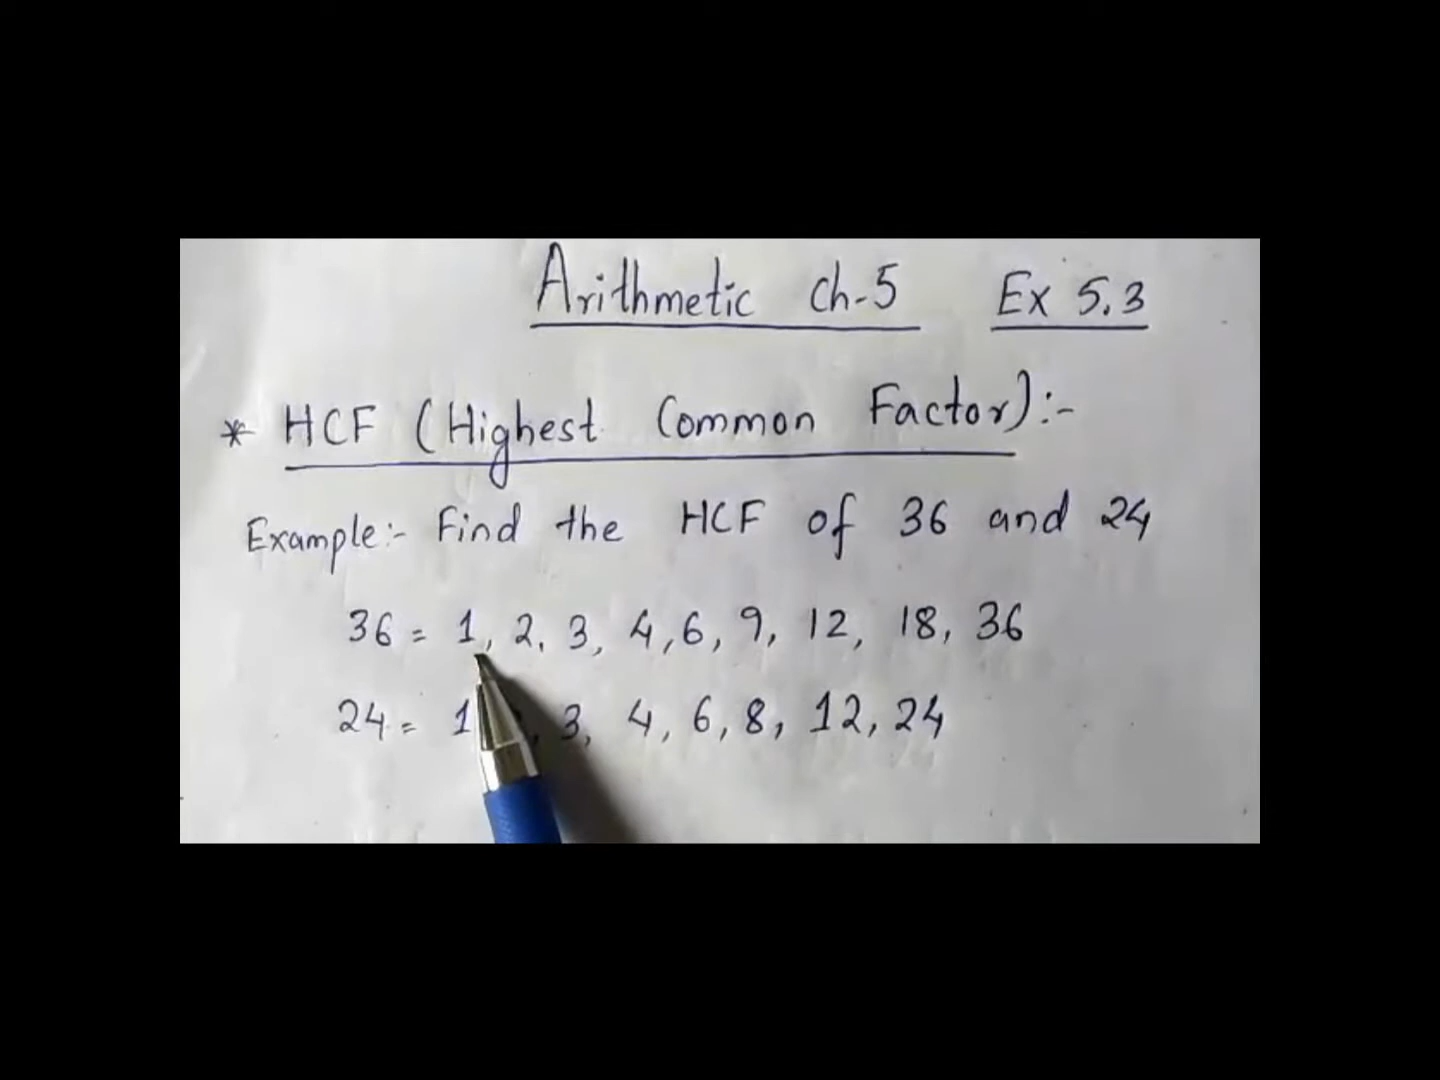 Arithmetic Ch-5 Ex 5.3
* HCF (Highest Common Factor):-
Example:- Find the HCF of 36 and 24
36 = 1, 2, 3, 4, 6, 9, 12, 18, 36
24 = 1 , 3, 4, 6, 8, 12, 24